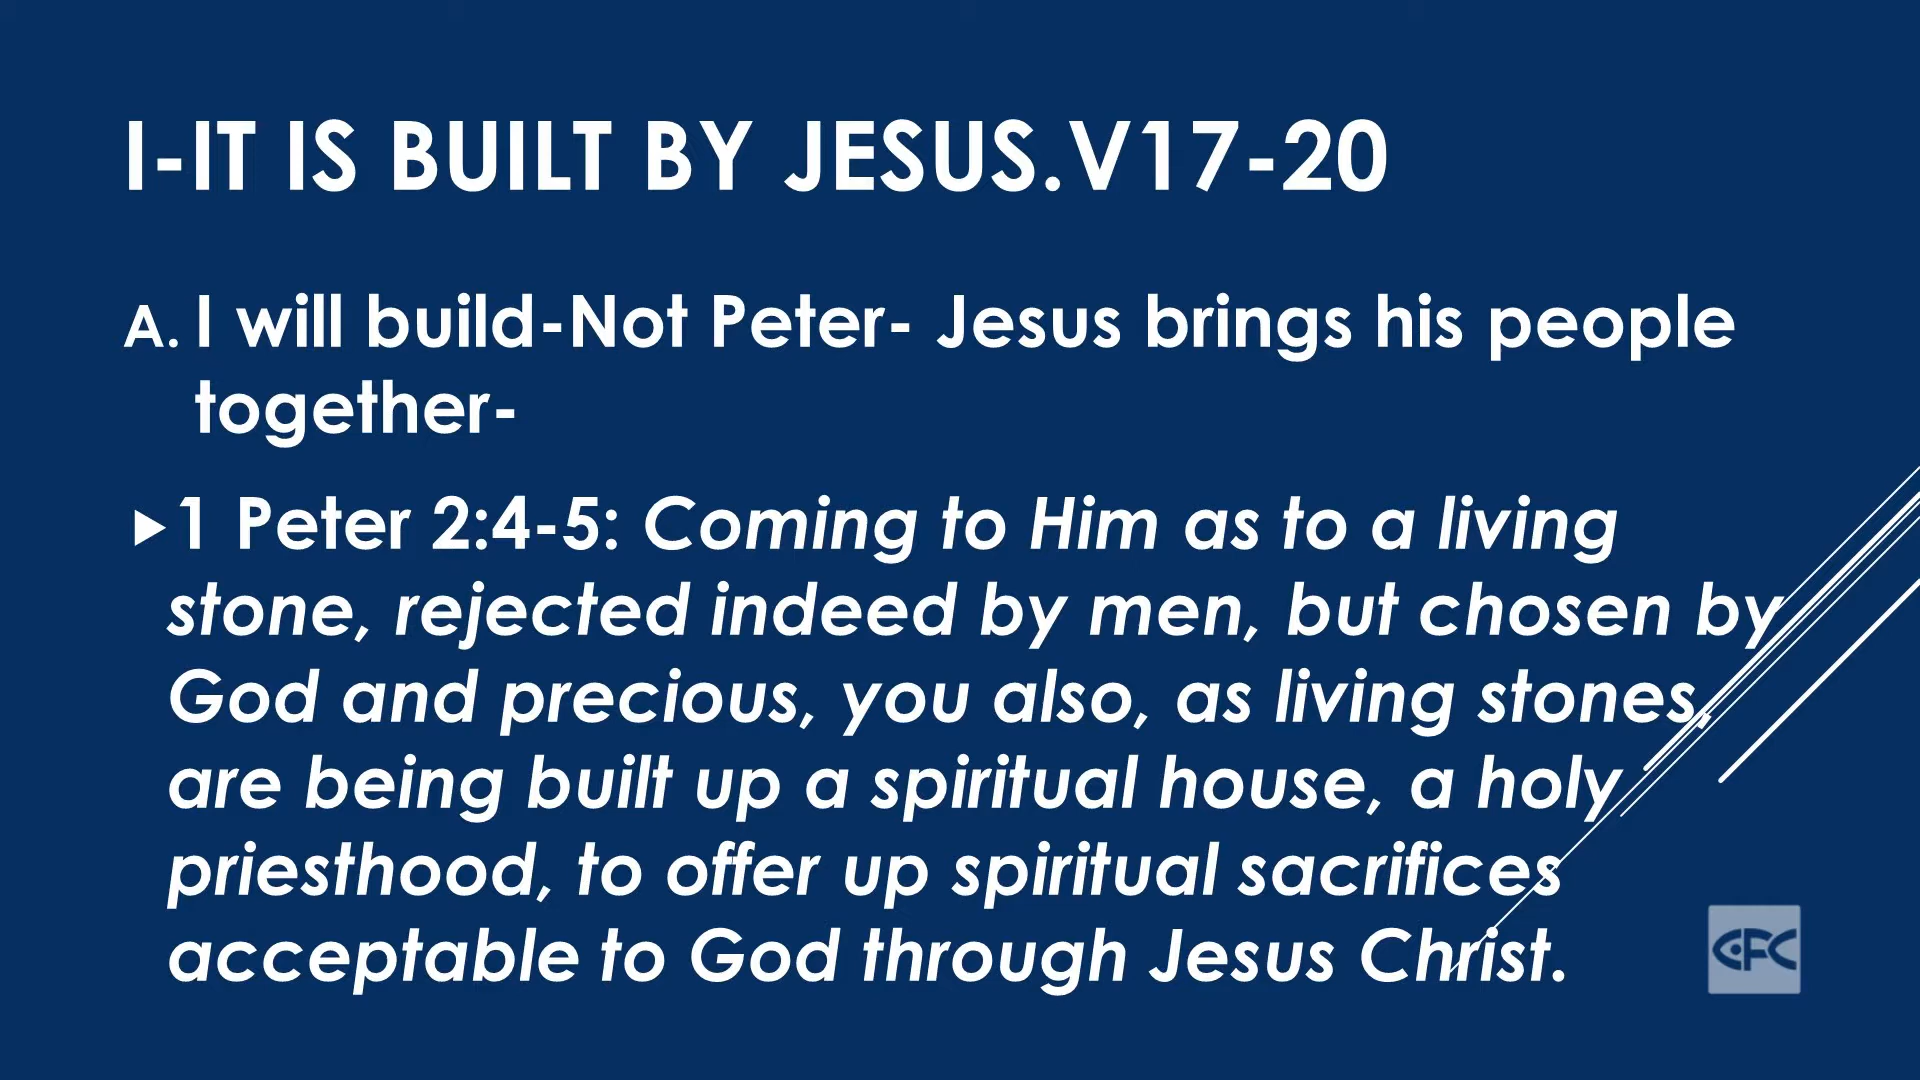 I-IT IS BUILT BY JESUS.V17-20
A. I will build-Not Peter- Jesus brings his people
together-
1 Peter 2:4-5: Coming to Him as to a living
stone, rejected indeed by men, but chosen by
God and precious, you also, as living stones,
are being built up a spiritual house, a holy
priesthood, to offer up spiritual sacrifices
acceptable to God through Jesus Christ.
CFC